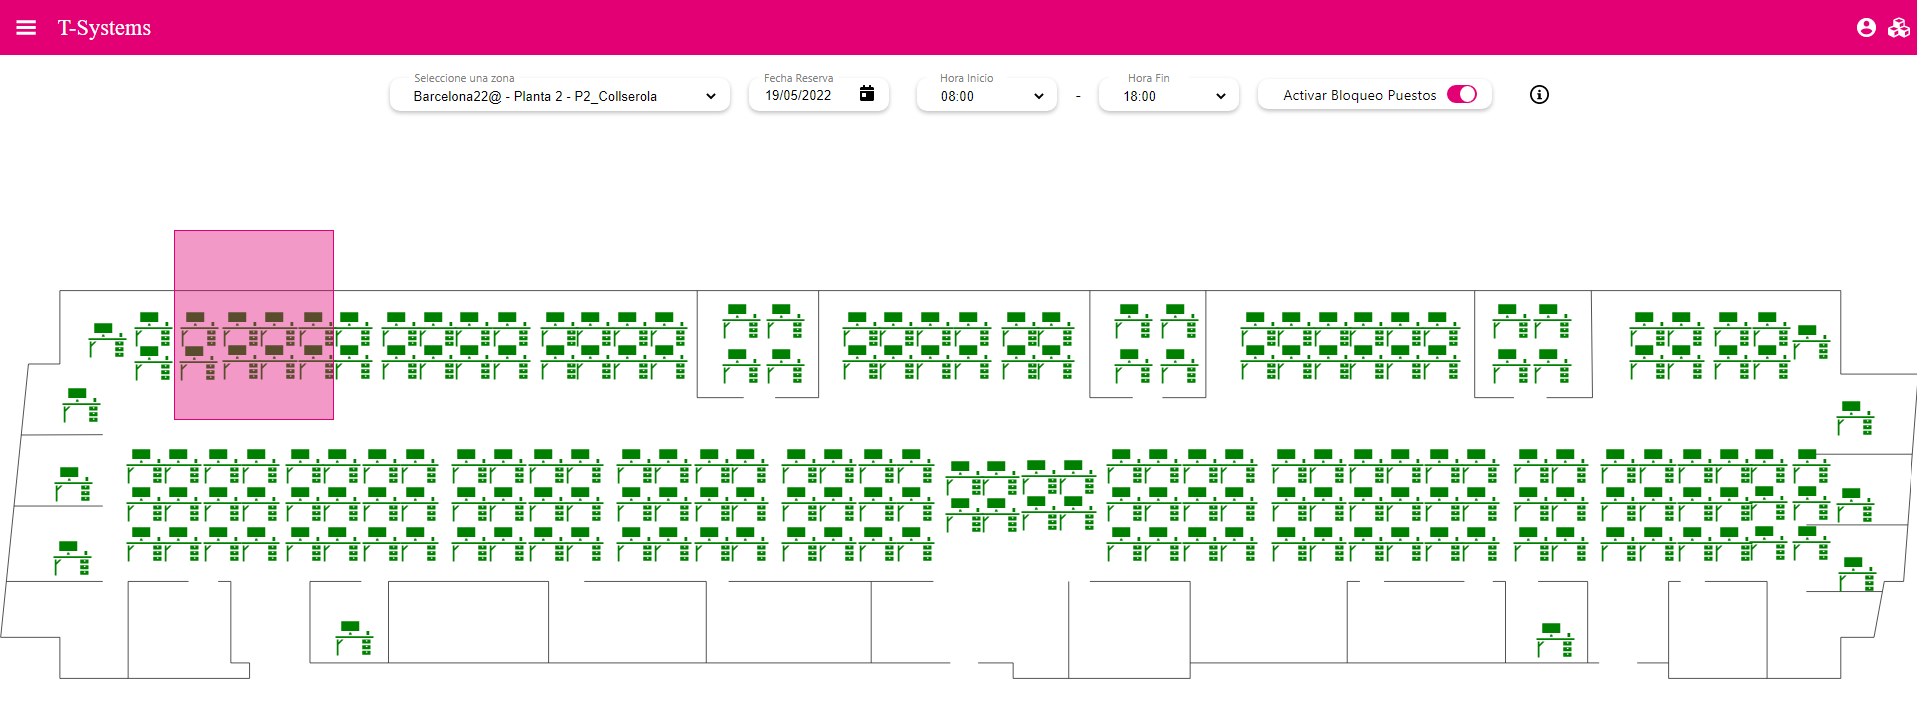 T-Systems
Seleccione una zona
Barcelona22@ - Planta 2 - P2_Collserola
Fecha Reserva
19/05/2022
Hora Inicio
08:00
-
Hora Fin
18:00
Activar Bloqueo Puestos